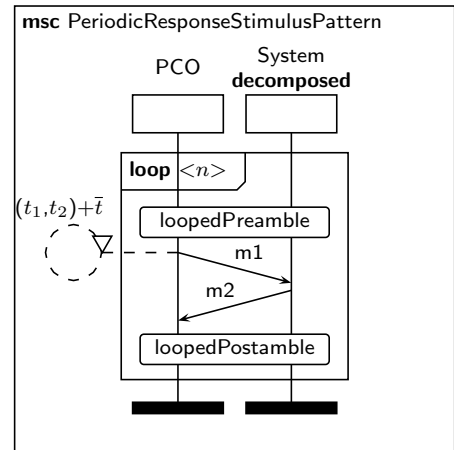 msc PeriodicResponseStimulusPattern
PCO
System
decomposed
loop <n>
(t₁,t₂)+t̄
loopedPreamble
m1
m2
loopedPostamble